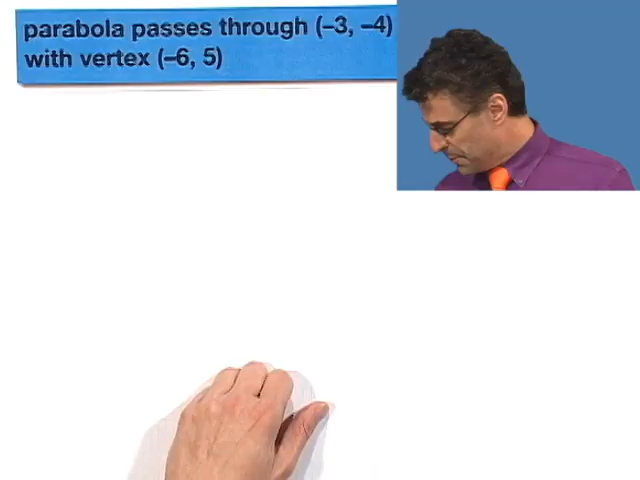 parabola passes through (–3, –4)
with vertex (–6, 5)